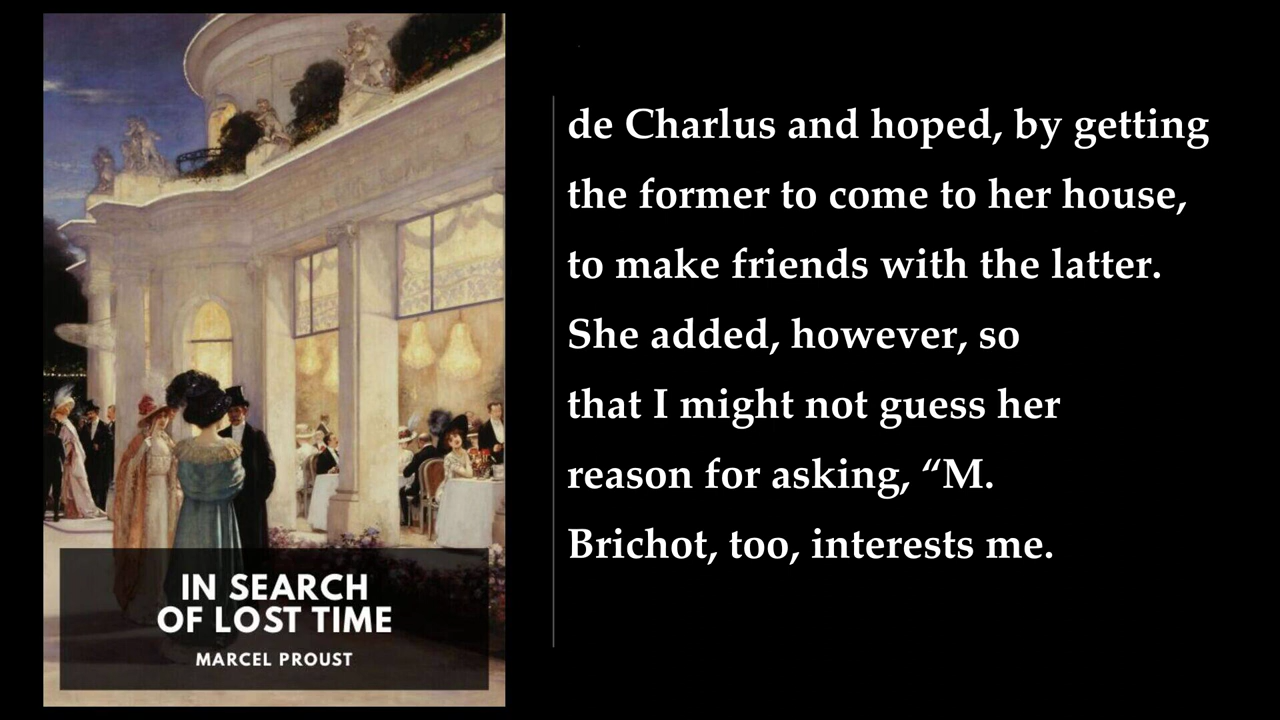 IN SEARCH
OF LOST TIME
MARCEL PROUST
de Charlus and hoped, by getting
the former to come to her house,
to make friends with the latter.
She added, however, so
that I might not guess her
reason for asking, “M.
Brichot, too, interests me.